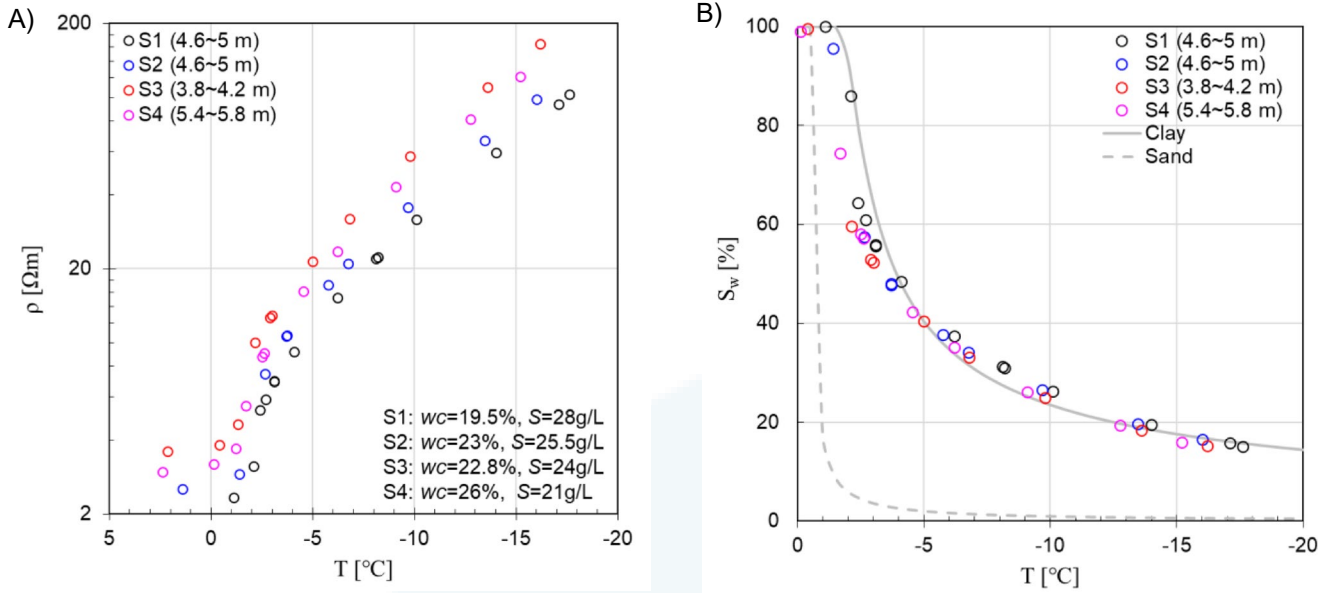 A)
200
20
2
ρ [Ωm]
S1 (4.6~5 m)
S2 (4.6~5 m)
S3 (3.8~4.2 m)
S4 (5.4~5.8 m)
S1: wc=19.5%, S=28g/L
S2: wc=23%, S=25.5g/L
S3: wc=22.8%, S=24g/L
S4: wc=26%, S=21g/L
5 0 -5 -10 -15 -20
T [°C]
B)
100
80
60
40
20
0
Sw [%]
S1 (4.6~5 m)
S2 (4.6~5 m)
S3 (3.8~4.2 m)
S4 (5.4~5.8 m)
Clay
Sand
0 -5 -10 -15 -20
T [°C]